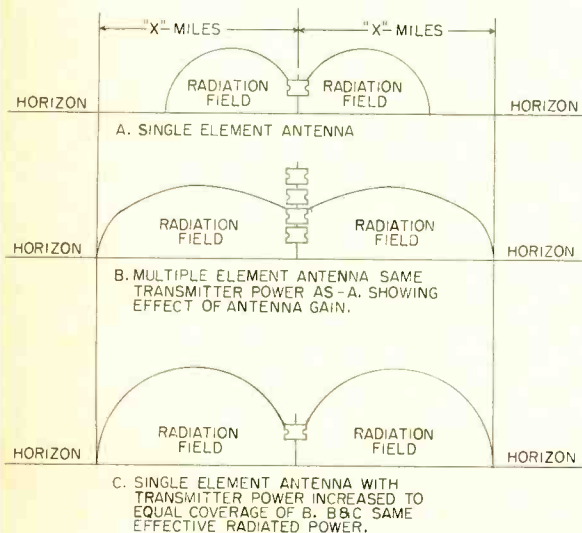 "X"-MILES "X"-MILES
RADIATION FIELD RADIATION FIELD
HORIZON HORIZON
A. SINGLE ELEMENT ANTENNA
RADIATION FIELD RADIATION FIELD
HORIZON HORIZON
B. MULTIPLE ELEMENT ANTENNA SAME
TRANSMITTER POWER AS -A. SHOWING
EFFECT OF ANTENNA GAIN.
RADIATION FIELD RADIATION FIELD
HORIZON HORIZON
C. SINGLE ELEMENT ANTENNA WITH
TRANSMITTER POWER INCREASED TO
EQUAL COVERAGE OF B. B&C SAME
EFFECTIVE RADIATED POWER.